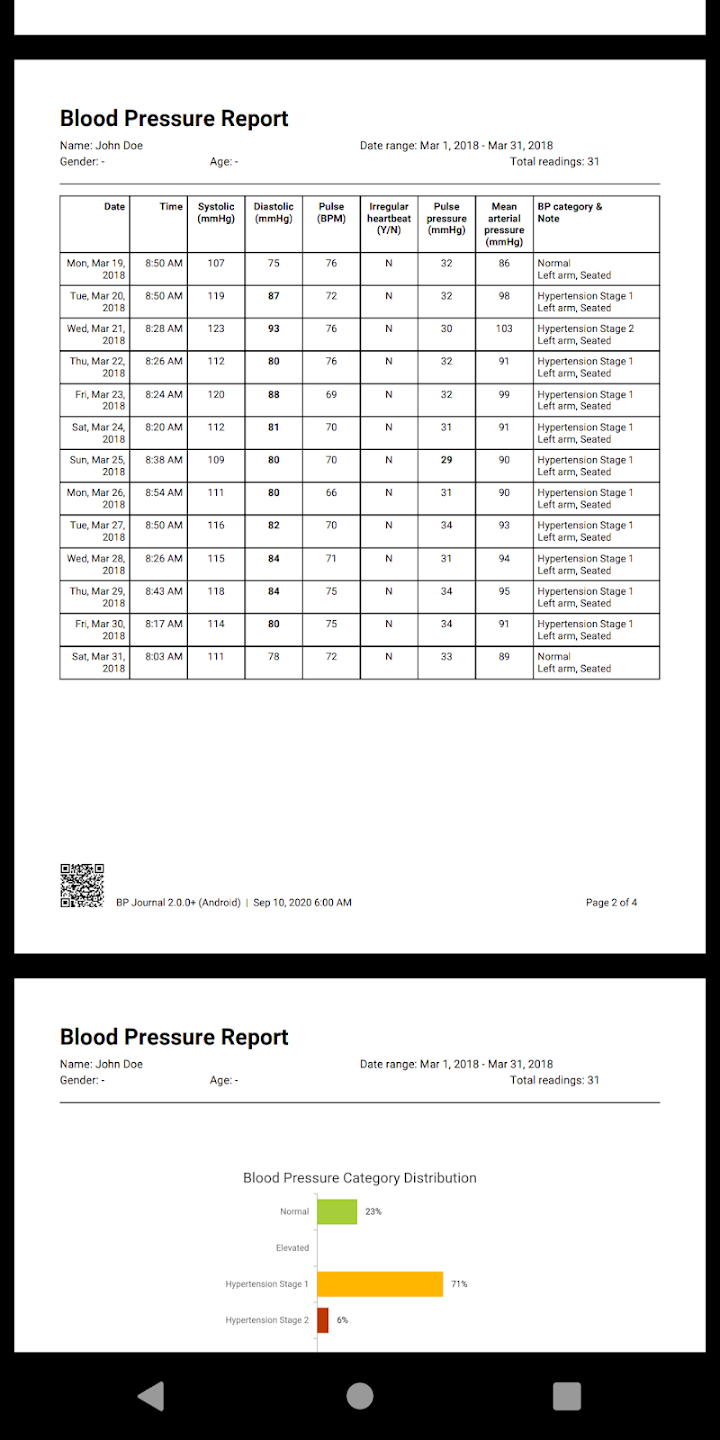 Blood Pressure Report
Name: John Doe Date range: Mar 1, 2018 - Mar 31, 2018
Gender: - Age: - Total readings: 31
Date Time Systolic (mmHg) Diastolic (mmHg) Pulse (BPM) Irregular heartbeat (Y/N) Pulse pressure (mmHg) Mean arterial pressure (mmHg) BP category & Note
Mon, Mar 19, 2018 8:50 AM 107 75 76 N 32 86 Normal Left arm, Seated
Tue, Mar 20, 2018 8:50 AM 119 87 72 N 32 98 Hypertension Stage 1 Left arm, Seated
Wed, Mar 21, 2018 8:28 AM 123 93 76 N 30 103 Hypertension Stage 2 Left arm, Seated
Thu, Mar 22, 2018 8:26 AM 112 80 76 N 32 91 Hypertension Stage 1 Left arm, Seated
Fri, Mar 23, 2018 8:24 AM 120 88 69 N 32 99 Hypertension Stage 1 Left arm, Seated
Sat, Mar 24, 2018 8:20 AM 112 81 70 N 31 91 Hypertension Stage 1 Left arm, Seated
Sun, Mar 25, 2018 8:38 AM 109 80 70 N 29 90 Hypertension Stage 1 Left arm, Seated
Mon, Mar 26, 2018 8:54 AM 111 80 66 N 31 90 Hypertension Stage 1 Left arm, Seated
Tue, Mar 27, 2018 8:50 AM 116 82 70 N 34 93 Hypertension Stage 1 Left arm, Seated
Wed, Mar 28, 2018 8:26 AM 115 84 71 N 31 94 Hypertension Stage 1 Left arm, Seated
Thu, Mar 29, 2018 8:43 AM 118 84 75 N 34 95 Hypertension Stage 1 Left arm, Seated
Fri, Mar 30, 2018 8:17 AM 114 80 75 N 34 91 Hypertension Stage 1 Left arm, Seated
Sat, Mar 31, 2018 8:03 AM 111 78 72 N 33 89 Normal Left arm, Seated
BP Journal 2.0.0+ (Android) | Sep 10, 2020 6:00 AM Page 2 of 4
Blood Pressure Report
Name: John Doe Date range: Mar 1, 2018 - Mar 31, 2018
Gender: - Age: - Total readings: 31
Blood Pressure Category Distribution
Normal 23%
Elevated
Hypertension Stage 1 71%
Hypertension Stage 2 6%